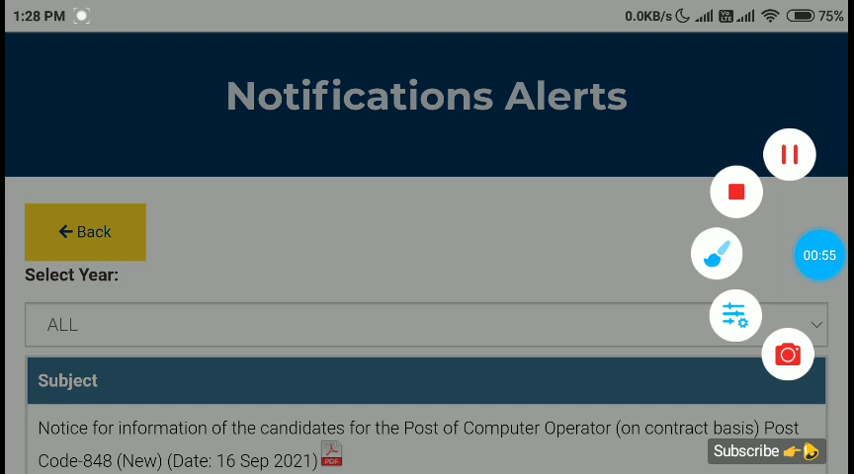 1:28 PM 0.0KB/s 75%
Notifications Alerts
Back
00:55
Select Year:
ALL
Subject
Notice for information of the candidates for the Post of Computer Operator (on contract basis) Post
Code-848 (New) (Date: 16 Sep 2021) PDF
Subscribe